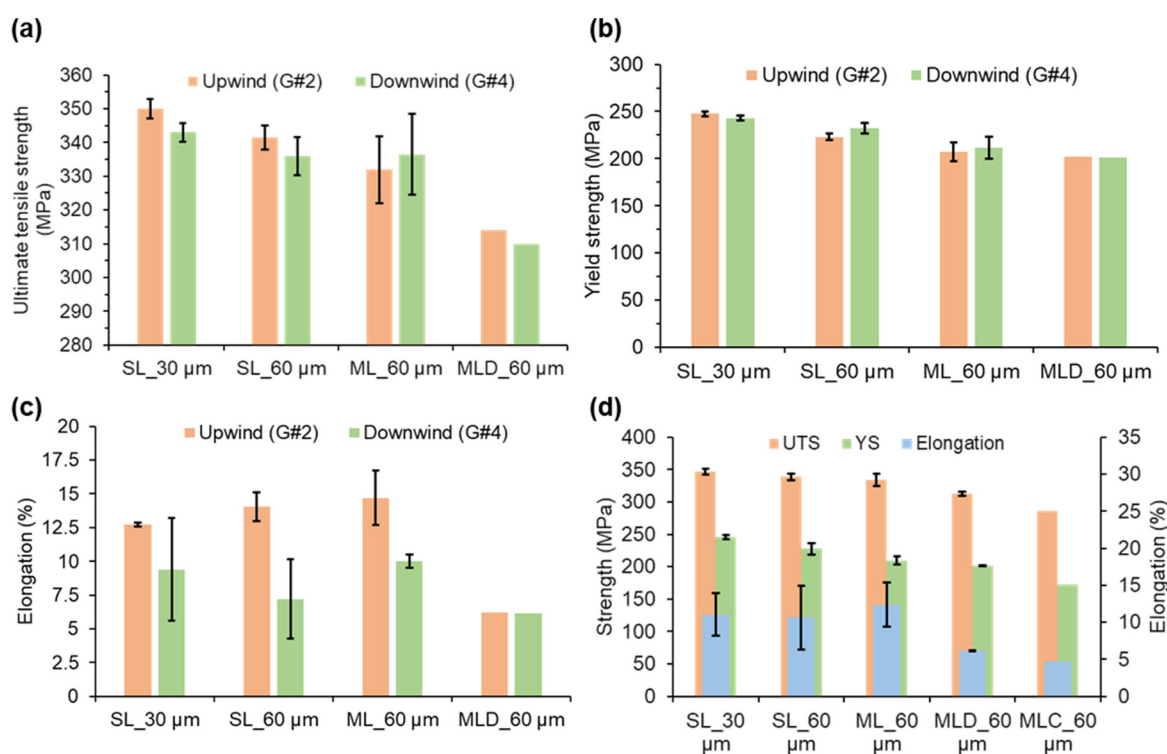 (a)
Upwind (G#2) Downwind (G#4)
Ultimate tensile strength
(MPa)
360
350
340
330
320
310
300
290
280
SL_30 µm SL_60 µm ML_60 µm MLD_60 µm
(b)
Upwind (G#2) Downwind (G#4)
Yield strength (MPa)
300
250
200
150
100
50
0
SL_30 µm SL_60 µm ML_60 µm MLD_60 µm
(c)
Upwind (G#2) Downwind (G#4)
Elongation (%)
20
17.5
15
12.5
10
7.5
5
2.5
0
SL_30 µm SL_60 µm ML_60 µm MLD_60 µm
(d)
UTS YS Elongation
Strength (MPa)
400
350
300
250
200
150
100
50
0
35
30
25
20
15
10
5
0
Elongation (%)
SL_30 SL_60 ML_60 MLD_60 MLC_60
µm µm µm µm µm